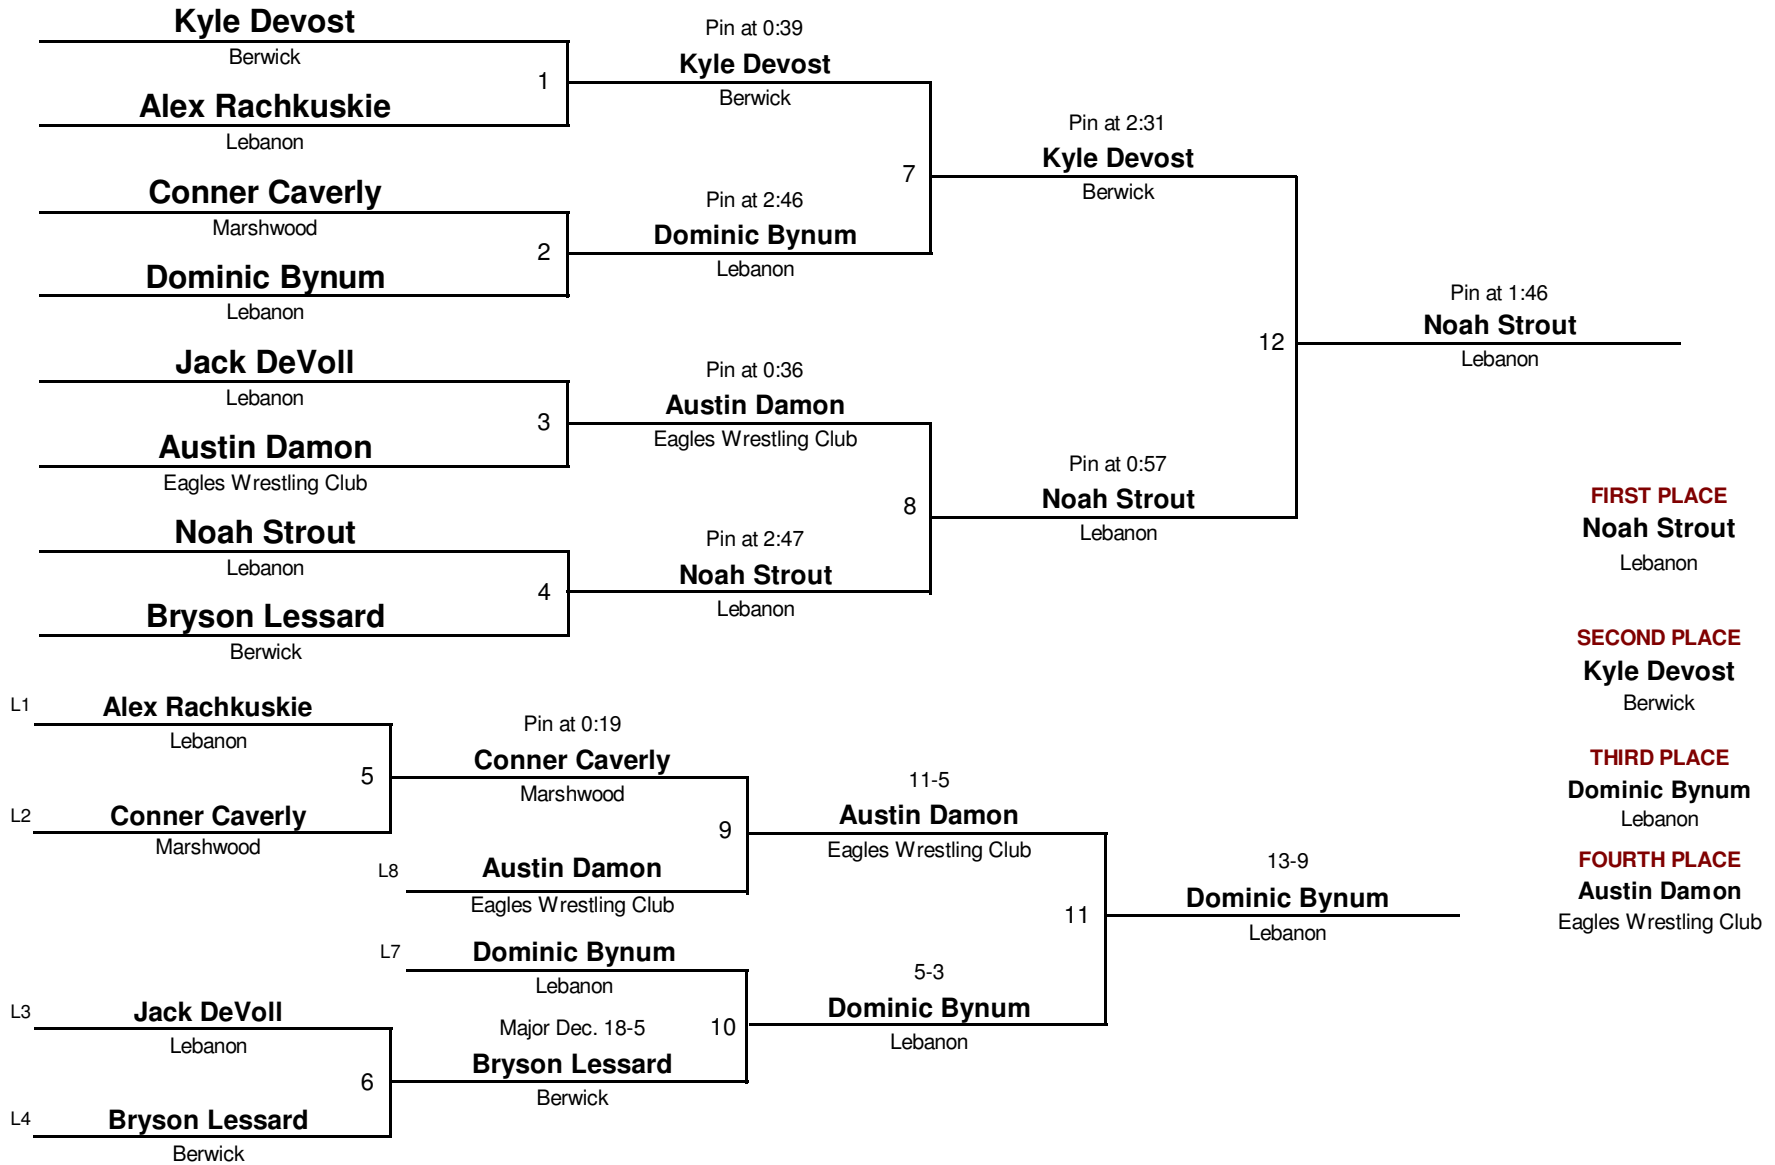 Kyle Devost
Berwick
1
Alex Rachkuskie
Lebanon
Pin at 0:39
Kyle Devost
Berwick
Conner Caverly
Marshwood
2
Dominic Bynum
Lebanon
Pin at 2:46
Dominic Bynum
Lebanon
7
Pin at 2:31
Kyle Devost
Berwick
Jack DeVoll
Lebanon
3
Austin Damon
Eagles Wrestling Club
Pin at 0:36
Austin Damon
Eagles Wrestling Club
Noah Strout
Lebanon
4
Bryson Lessard
Berwick
Pin at 2:47
Noah Strout
Lebanon
8
Pin at 0:57
Noah Strout
Lebanon
12
Pin at 1:46
Noah Strout
Lebanon
L1
Alex Rachkuskie
Lebanon
5
L2
Conner Caverly
Marshwood
Pin at 0:19
Conner Caverly
Marshwood
9
L8
Austin Damon
Eagles Wrestling Club
11-5
Austin Damon
Eagles Wrestling Club
L7
Dominic Bynum
Lebanon
L3
Jack DeVoll
Lebanon
6
L4
Bryson Lessard
Berwick
Major Dec. 18-5
10
Bryson Lessard
Berwick
5-3
Dominic Bynum
Lebanon
11
13-9
Dominic Bynum
Lebanon
FIRST PLACE
Noah Strout
Lebanon
SECOND PLACE
Kyle Devost
Berwick
THIRD PLACE
Dominic Bynum
Lebanon
FOURTH PLACE
Austin Damon
Eagles Wrestling Club